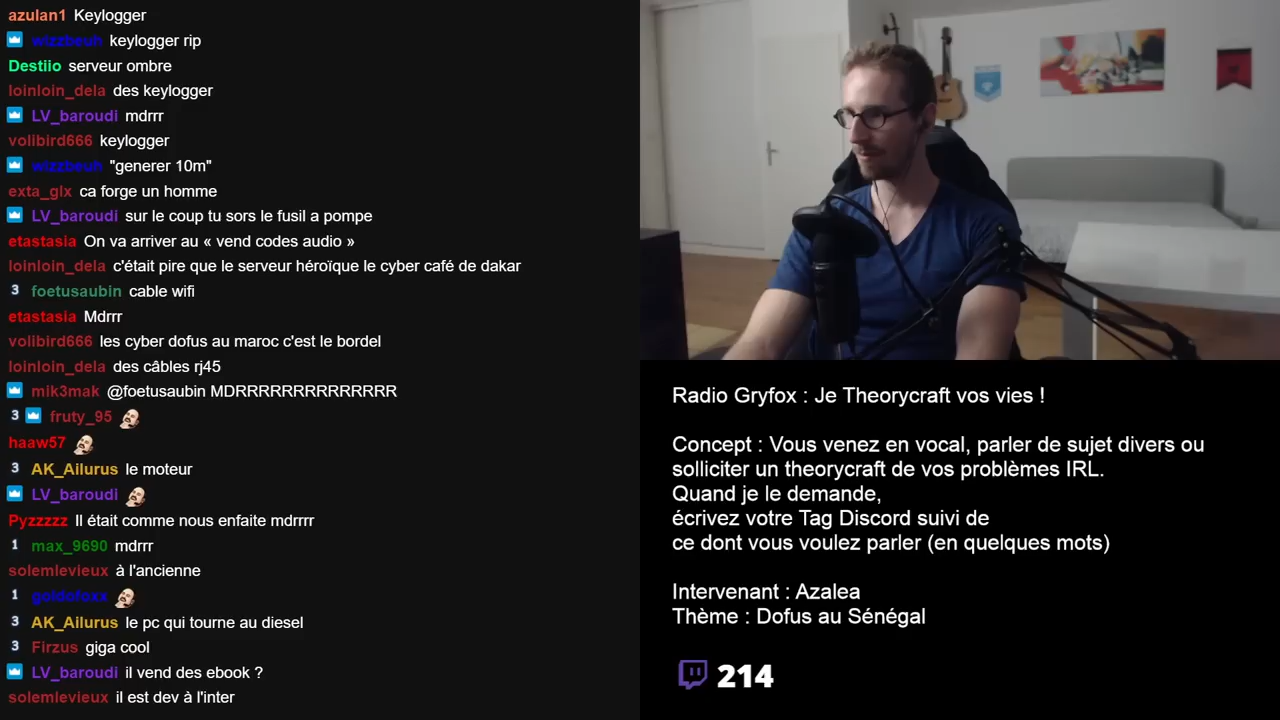 azulan1 Keylogger
wizzbeuh keylogger rip
Destiio serveur ombre
loinloin_dela des keylogger
LV_baroudi mdrrr
volibird666 keylogger
wizzbeuh "generer 10m"
exta_glx ca forge un homme
LV_baroudi sur le coup tu sors le fusil a pompe
etastasia On va arriver au « vend codes audio »
loinloin_dela c'était pire que le serveur héroïque le cyber café de dakar
3 foetusaubin cable wifi
etastasia Mdrrr
volibird666 les cyber dofus au maroc c'est le bordel
loinloin_dela des câbles rj45
mik3mak @foetusaubin MDRRRRRRRRRRRRRR
3 fruty_95
haaw57
3 AK_Ailurus le moteur
LV_baroudi
Pyzzzzz Il était comme nous enfaite mdrrrr
1 max_9690 mdrrr
solemlevieux à l'ancienne
1 goldofoxx
3 AK_Ailurus le pc qui tourne au diesel
3 Firzus giga cool
LV_baroudi il vend des ebook ?
solemlevieux il est dev à l'inter
Radio Gryfox : Je Theorycraft vos vies !
Concept : Vous venez en vocal, parler de sujet divers ou
solliciter un theorycraft de vos problèmes IRL.
Quand je le demande,
écrivez votre Tag Discord suivi de
ce dont vous voulez parler (en quelques mots)
Intervenant : Azalea
Thème : Dofus au Sénégal
214